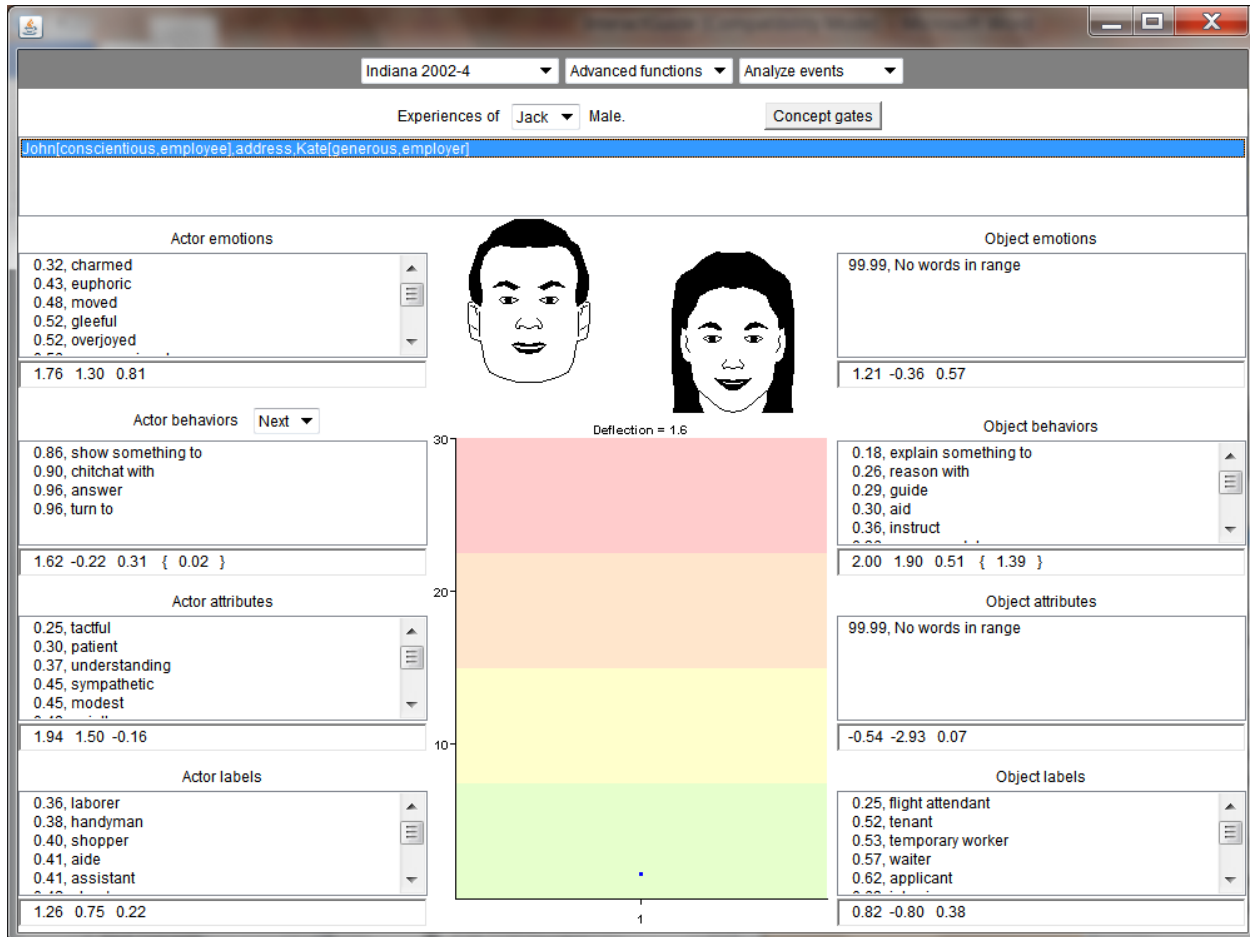 Indiana 2002-4 Advanced functions Analyze events
Experiences of Jack Male. Concept gates
John[conscientious,employee],address,Kate[generous,employer]
Actor emotions
0.32, charmed
0.43, euphoric
0.48, moved
0.52, gleeful
0.52, overjoyed
1.76 1.30 0.81
Actor behaviors Next
0.86, show something to
0.90, chitchat with
0.96, answer
0.96, turn to
1.62 -0.22 0.31 { 0.02 }
Actor attributes
0.25, tactful
0.30, patient
0.37, understanding
0.45, sympathetic
0.45, modest
1.94 1.50 -0.16
Actor labels
0.36, laborer
0.38, handyman
0.40, shopper
0.41, aide
0.41, assistant
1.26 0.75 0.22
Deflection = 1.6
30
20
10
1
Object emotions
99.99, No words in range
1.21 -0.36 0.57
Object behaviors
0.18, explain something to
0.26, reason with
0.29, guide
0.30, aid
0.36, instruct
2.00 1.90 0.51 { 1.39 }
Object attributes
99.99, No words in range
-0.54 -2.93 0.07
Object labels
0.25, flight attendant
0.52, tenant
0.53, temporary worker
0.57, waiter
0.62, applicant
0.82 -0.80 0.38